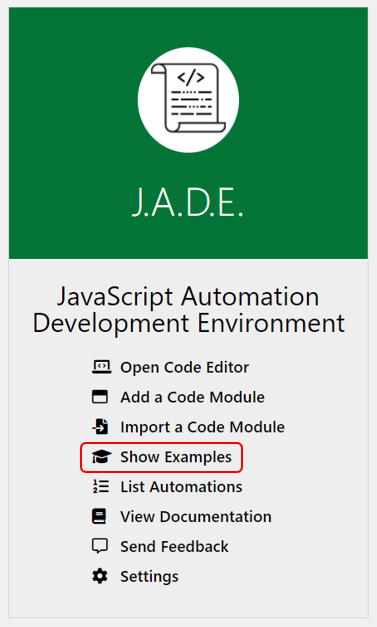 </>
J.A.D.E.
JavaScript Automation
Development Environment
Open Code Editor
Add a Code Module
Import a Code Module
Show Examples
List Automations
View Documentation
Send Feedback
Settings